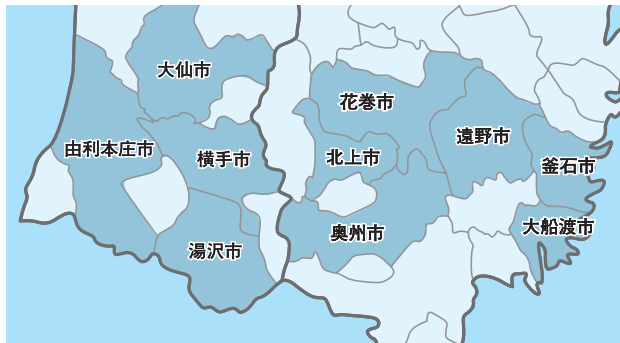 大仙市
花巻市
遠野市
由利本庄市
横手市
北上市
釜石市
湯沢市
奥州市
大船渡市